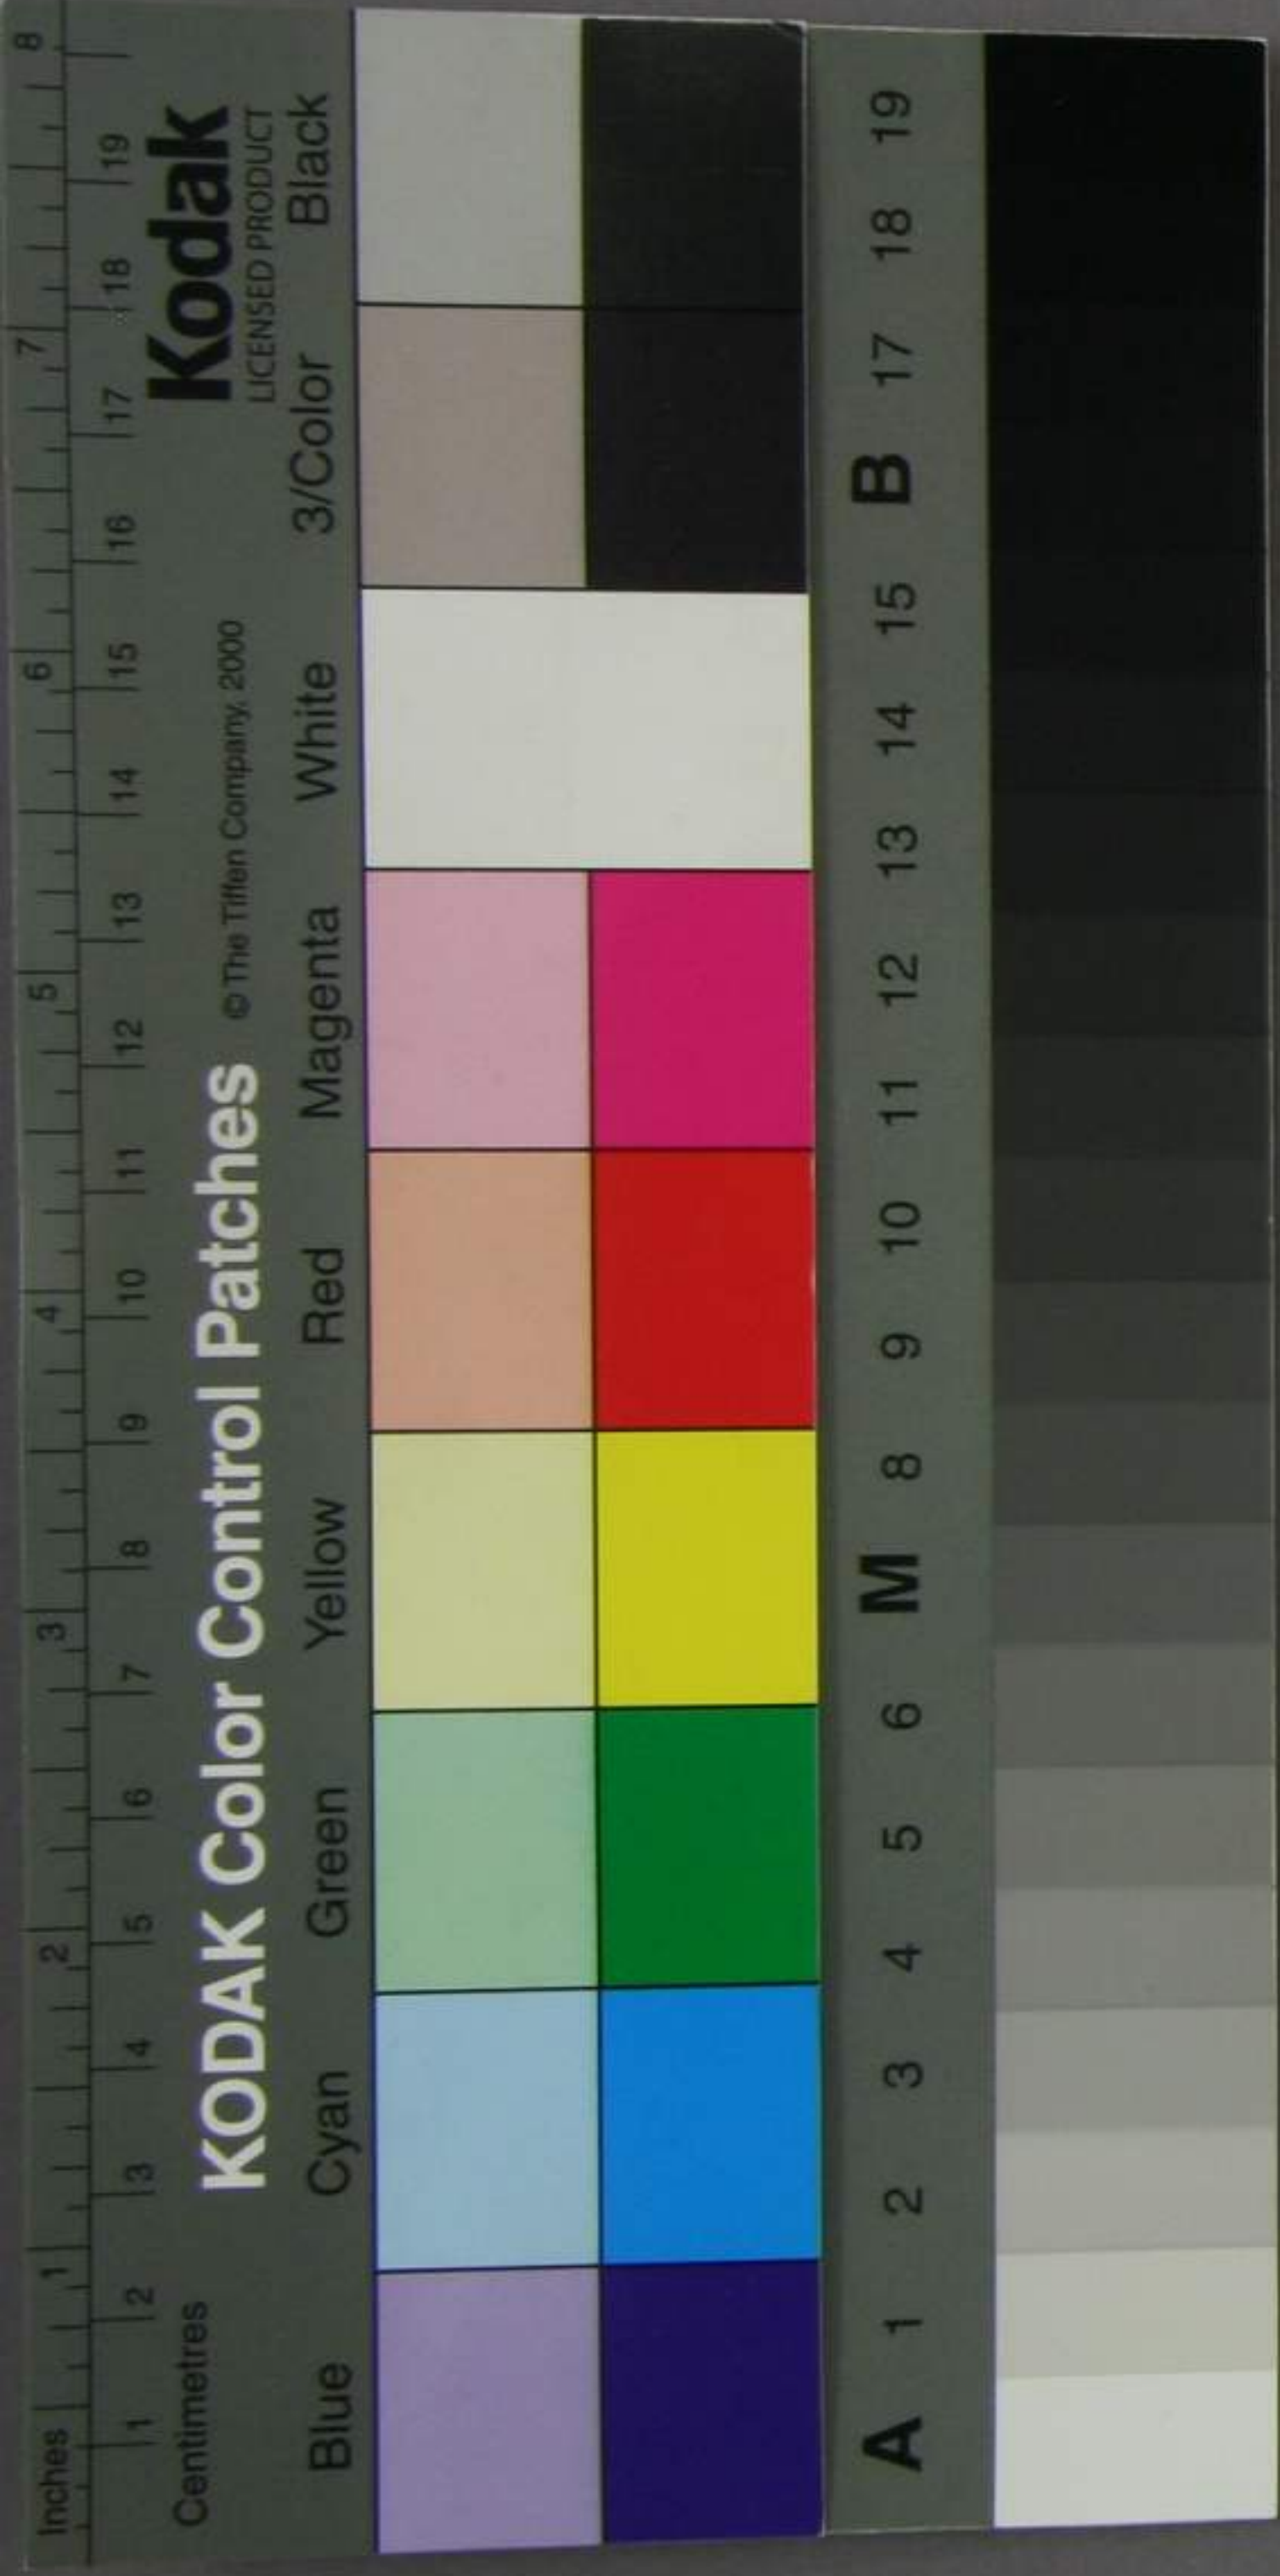 Inches 1 2 3 4 5 6 7 8
1 2 3 4 5 6 7 8 9 10 11 12 13 14 15 16 17 18 19
Centimetres
KODAK Color Control Patches © The Tiffen Company, 2000
Kodak
LICENSED PRODUCT
Blue Cyan Green Yellow Red Magenta White 3/Color Black
A 1 2 3 4 5 6 M 8 9 10 11 12 13 14 15 B 17 18 19